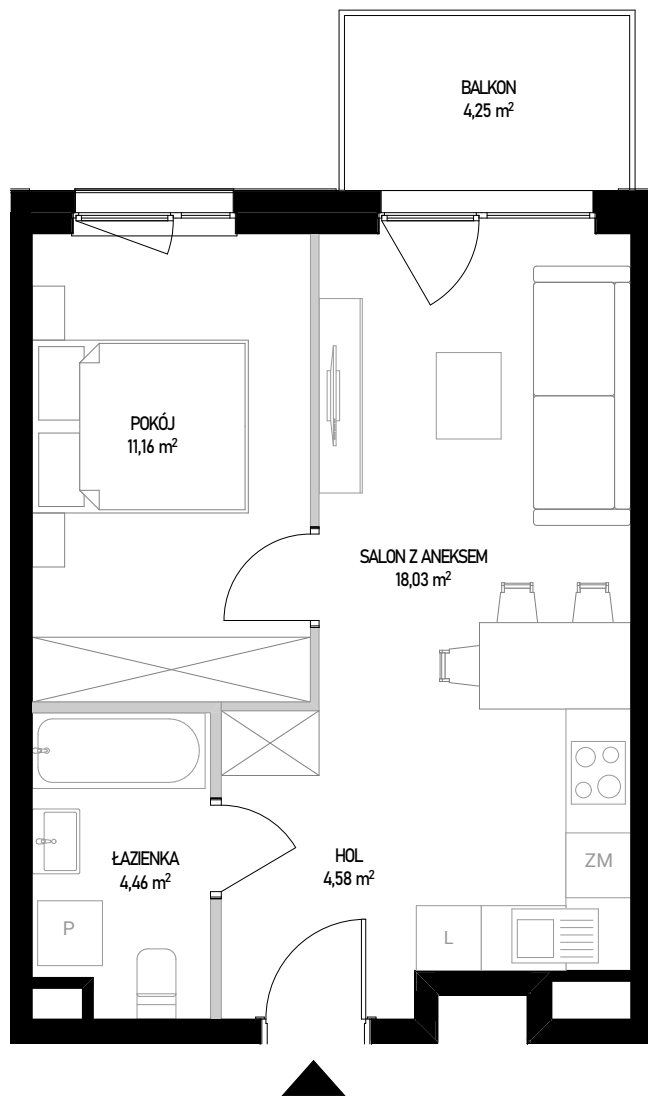 BALKON
4,25 m²
POKÓJ
11,16 m²
SALON Z ANEKSEM
18,03 m²
ŁAZIENKA
4,46 m²
HOL
4,58 m²
ZM
P
L